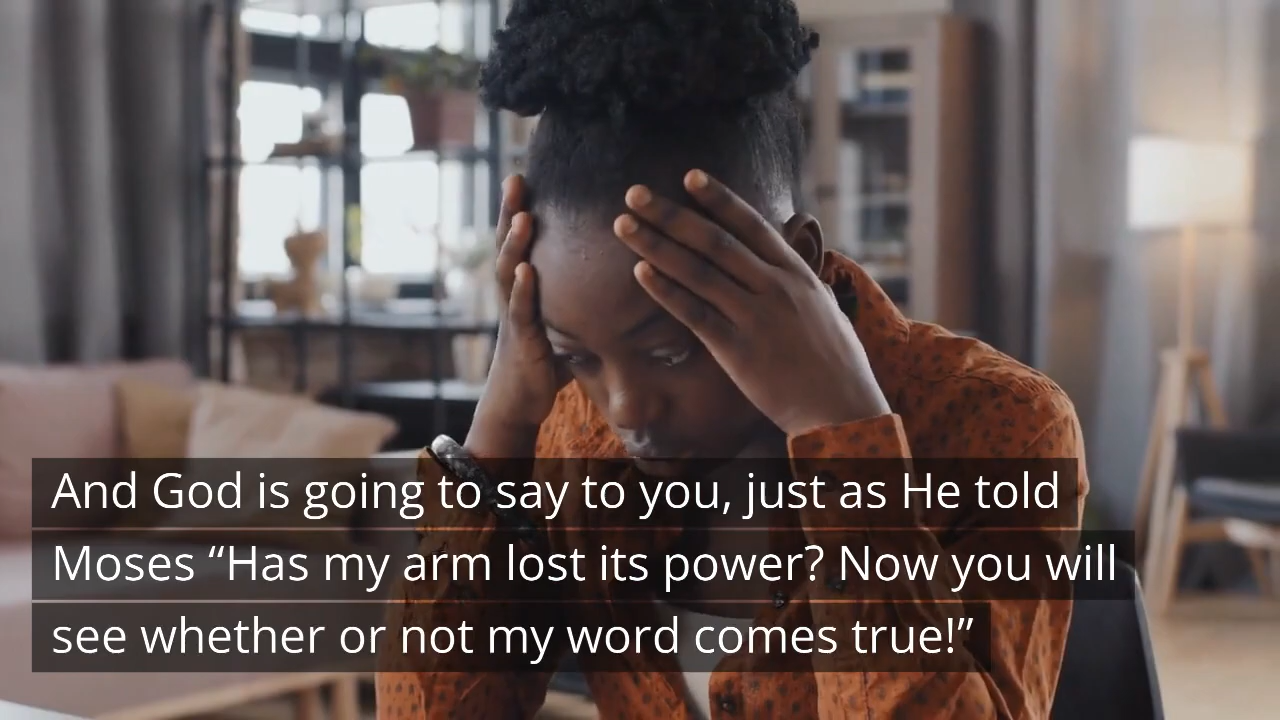 And God is going to say to you, just as He told
Moses “Has my arm lost its power? Now you will
see whether or not my word comes true!”